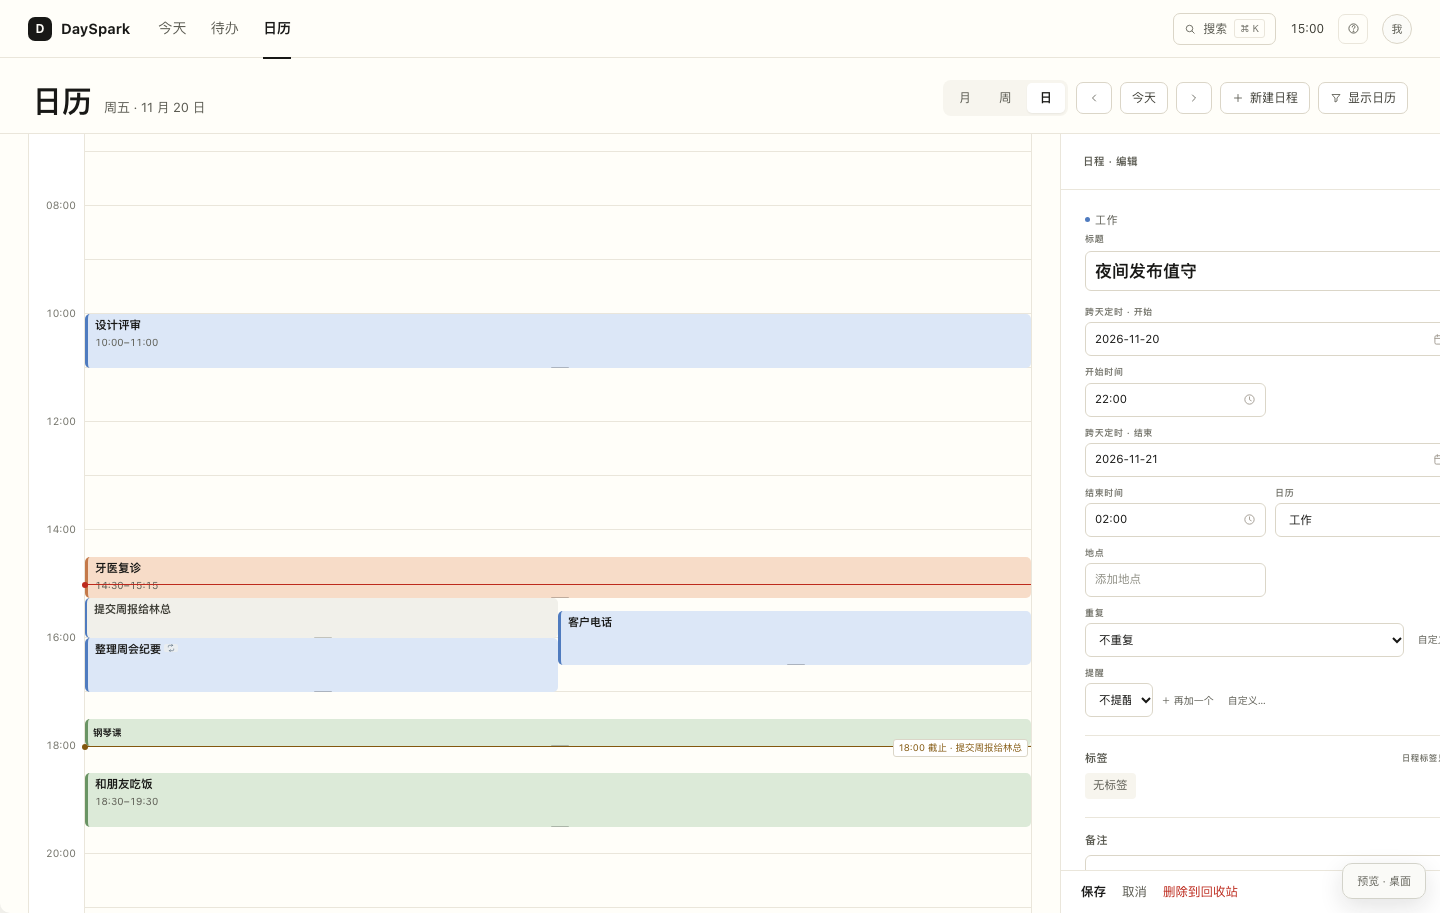 D DaySpark 今天 待办 日历 搜索 ⌘ K 15:00 我
日历 周五 · 11 月 20 日 月 周 日 今天 新建日程 显示日历
08:00
10:00
12:00
14:00
16:00
18:00
20:00
设计评审
10:00–11:00
牙医复诊
14:30–15:15
提交周报给林总
客户电话
整理周会纪要
钢琴课
18:00 截止 · 提交周报给林总
和朋友吃饭
18:30–19:30
日程 · 编辑
工作
标题
夜间发布值守
跨天定时 · 开始
2026-11-20
开始时间
22:00
跨天定时 · 结束
2026-11-21
结束时间 日历
02:00 工作
地点
添加地点
重复
不重复 自定
提醒
不提醒 + 再加一个 自定义…
标签 日程标签
无标签
备注
保存 取消 删除到回收站
预览 · 桌面